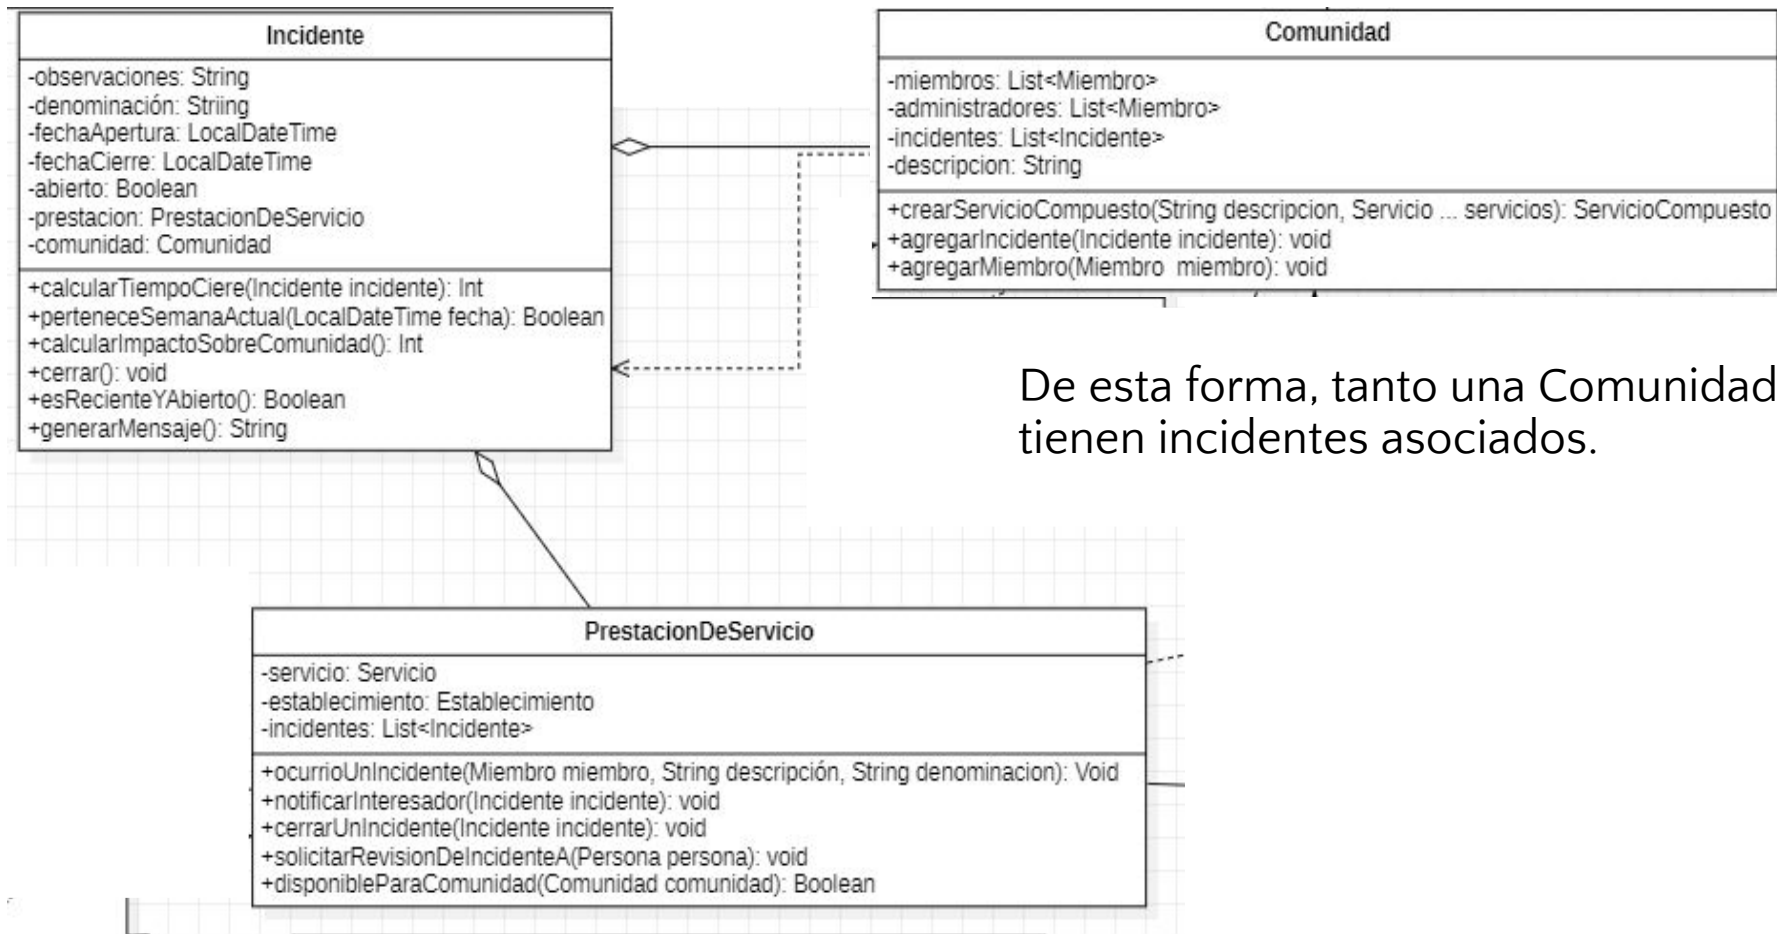 Incidente
-observaciones: String
-denominación: Striing
-fechaApertura: LocalDateTime
-fechaCierre: LocalDateTime
-abierto: Boolean
-prestacion: PrestacionDeServicio
-comunidad: Comunidad
+calcularTiempoCiere(Incidente incidente): Int
+perteneceSemanaActual(LocalDateTime fecha): Boolean
+calcularImpactoSobreComunidad(): Int
+cerrar(): void
+esRecienteYAbierto(): Boolean
+generarMensaje(): String
Comunidad
-miembros: List<Miembro>
-administradores: List<Miembro>
-incidentes: List<Incidente>
-descripcion: String
+crearServicioCompuesto(String descripcion, Servicio ... servicios): ServicioCompuesto
+agregarIncidente(Incidente incidente): void
+agregarMiembro(Miembro miembro): void
De esta forma, tanto una Comunidad
tienen incidentes asociados.
PrestacionDeServicio
-servicio: Servicio
-establecimiento: Establecimiento
-incidentes: List<Incidente>
+ocurrioUnIncidente(Miembro miembro, String descripción, String denominacion): Void
+notificarInteresador(Incidente incidente): void
+cerrarUnIncidente(Incidente incidente): void
+solicitarRevisionDeIncidenteA(Persona persona): void
+disponibleParaComunidad(Comunidad comunidad): Boolean